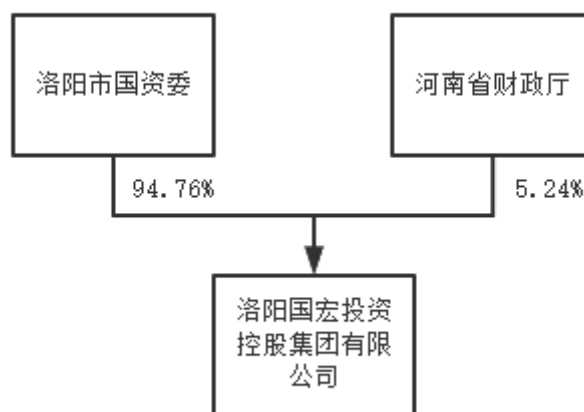 洛阳市国资委
河南省财政厅
94.76%
5.24%
洛阳国宏投资
控股集团有限
公司